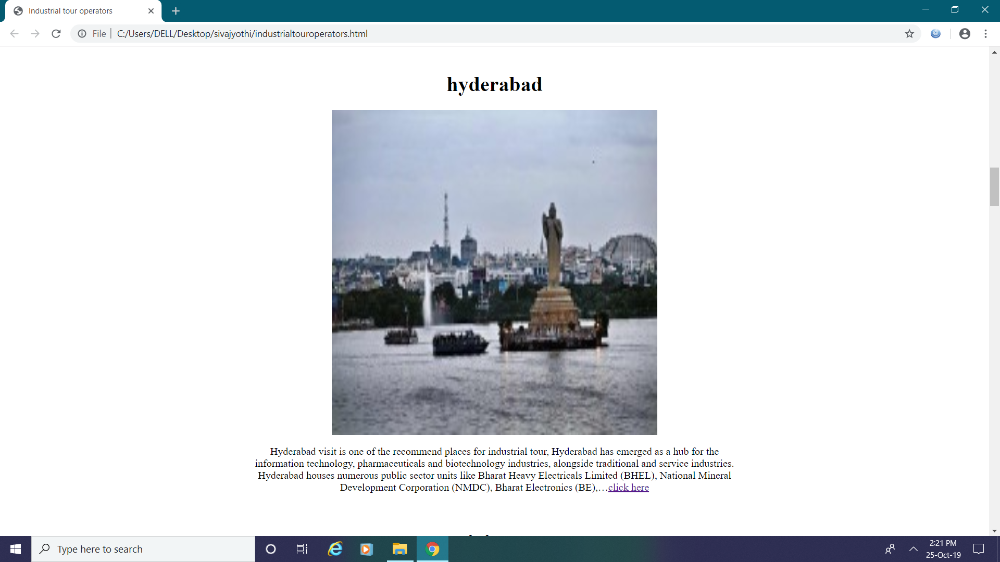 Industrial tour operators
File
C:/Users/DELL/Desktop/sivajyothi/industrialtouroperators.html
hyderabad
Hyderabad visit is one of the recommend places for industrial tour, Hyderabad has emerged as a hub for the
information technology, pharmaceuticals and biotechnology industries, alongside traditional and service industries.
Hyderabad houses numerous public sector units like Bharat Heavy Electricals Limited (BHEL), National Mineral
Development Corporation (NMDC), Bharat Electronics (BE),…click here
Type here to search
2:21 PM
25-Oct-19